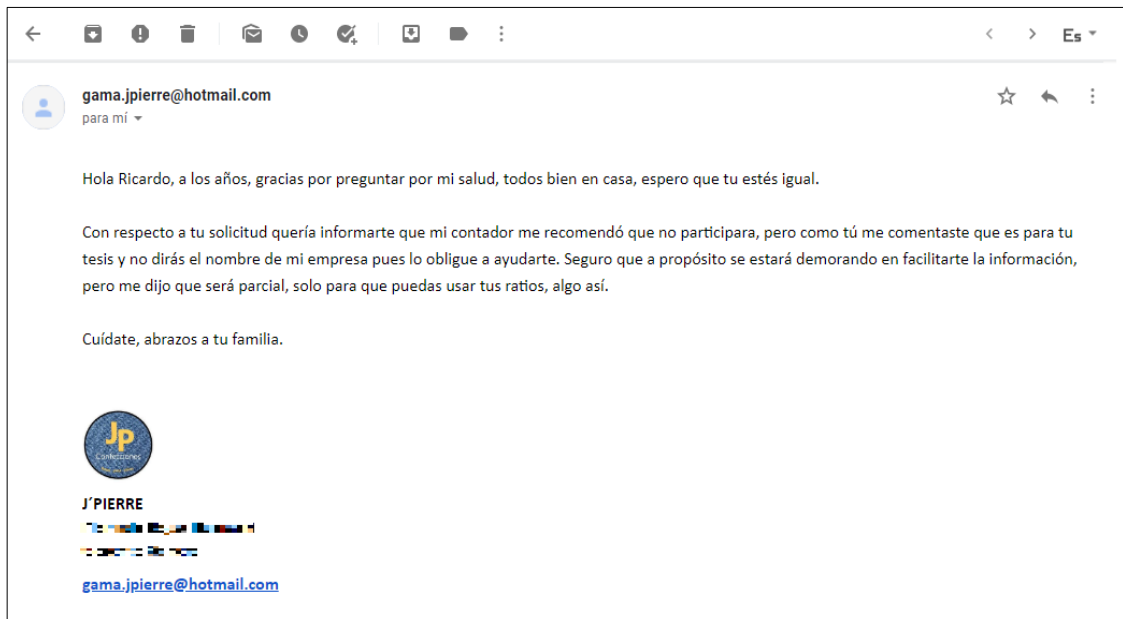 Es
gama.jpierre@hotmail.com
para mí
Hola Ricardo, a los años, gracias por preguntar por mi salud, todos bien en casa, espero que tu estés igual.
Con respecto a tu solicitud quería informarte que mi contador me recomendó que no participara, pero como tú me comentaste que es para tu
tesis y no dirás el nombre de mi empresa pues lo obligue a ayudarte. Seguro que a propósito se estará demorando en facilitarte la información,
pero me dijo que será parcial, solo para que puedas usar tus ratios, algo así.
Cuídate, abrazos a tu familia.
Jp
Confecciones
J´PIERRE
gama.jpierre@hotmail.com